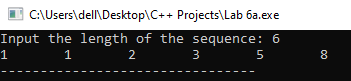 C:\Users\dell\Desktop\C++ Projects\Lab 6a.exe
Input the length of the sequence: 6
1 1 2 3 5 8
--------------------------------